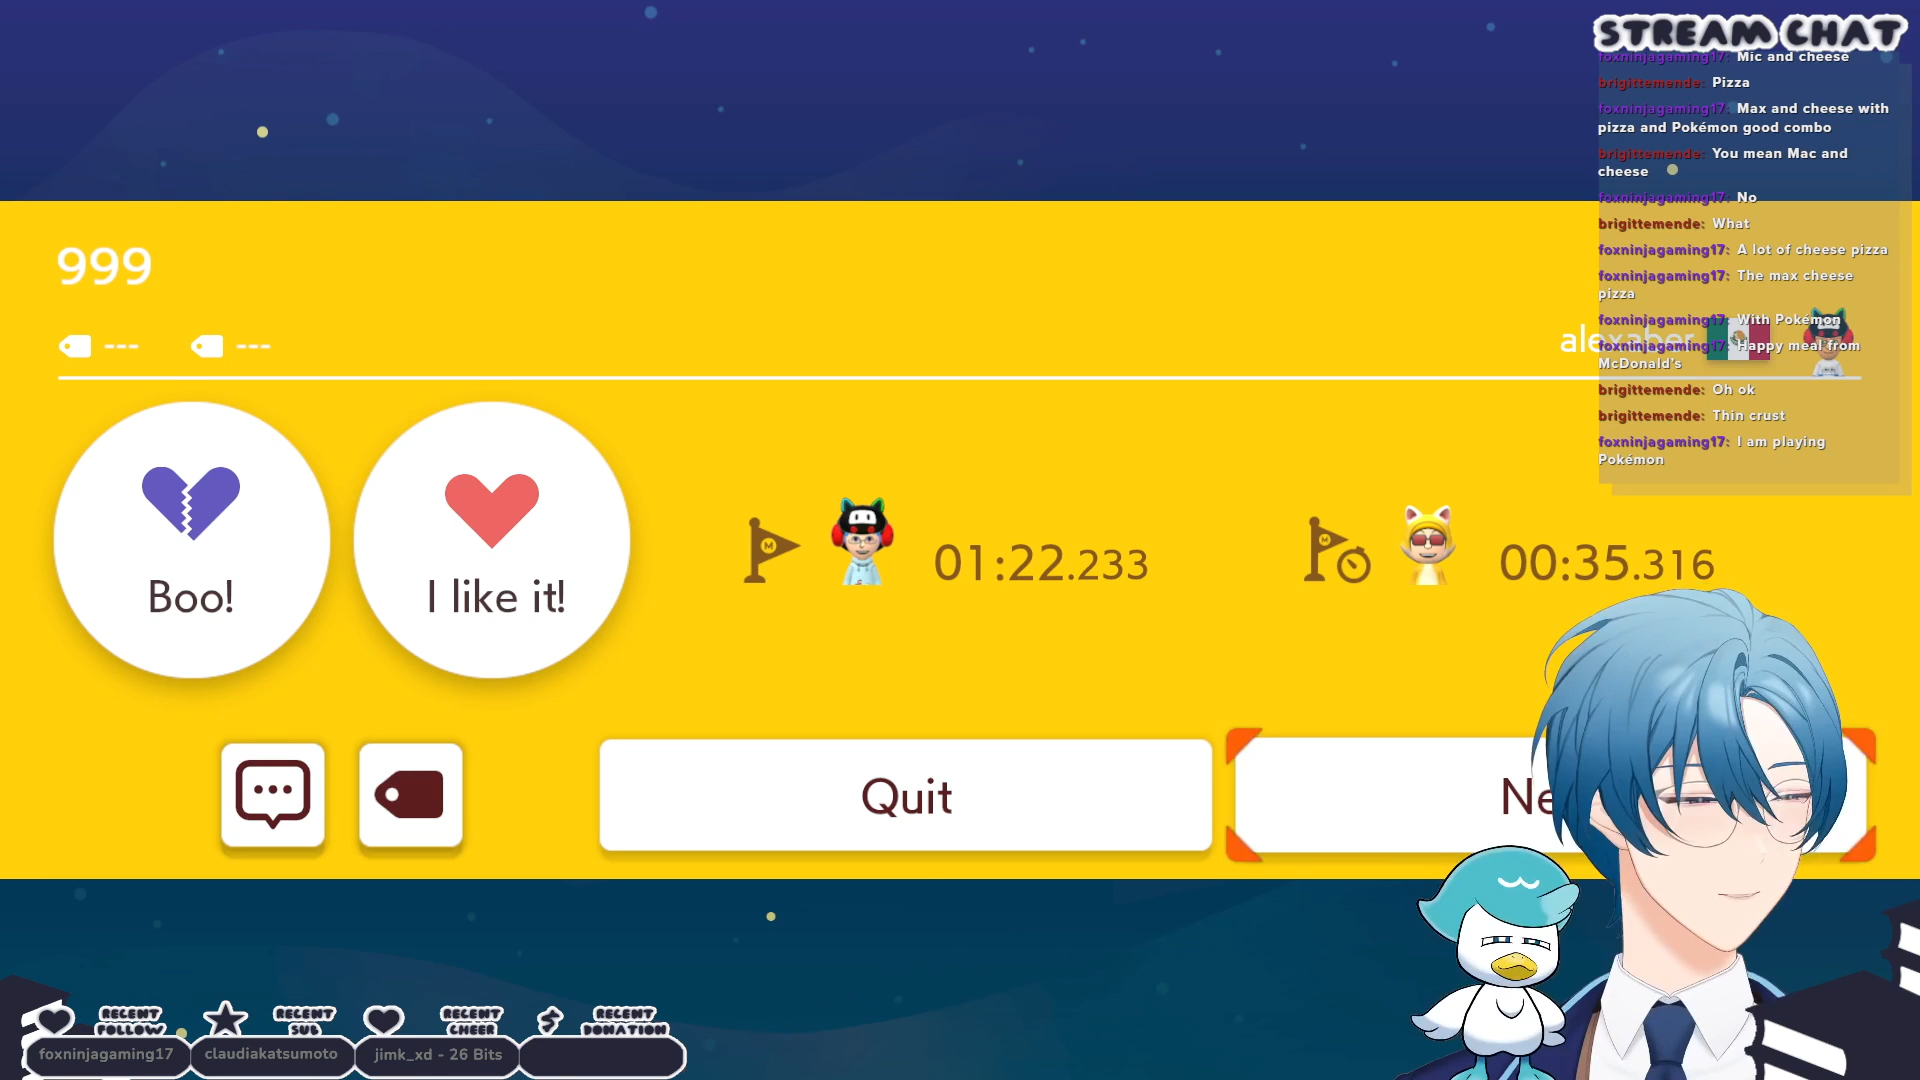 STREAM CHAT
foxninjagaming17: Mic and cheese
brigittemende: Pizza
foxninjagaming17: Max and cheese with
pizza and Pokémon good combo
brigittemende: You mean Mac and
cheese
foxninjagaming17: No
brigittemende: What
foxninjagaming17: A lot of cheese pizza
foxninjagaming17: The max cheese
pizza
foxninjagaming17: With Pokémon
foxninjagaming17: Happy meal from
McDonald's
brigittemende: Oh ok
brigittemende: Thin crust
foxninjagaming17: I am playing
Pokémon
999
--- ---
alexaber
Boo!
I like it!
M
01:22.233
M
00:35.316
Quit
Ne
RECENT FOLLOW
foxninjagaming17
RECENT SUB
claudiakatsumoto
RECENT CHEER
jimk_xd - 26 Bits
RECENT DONATION